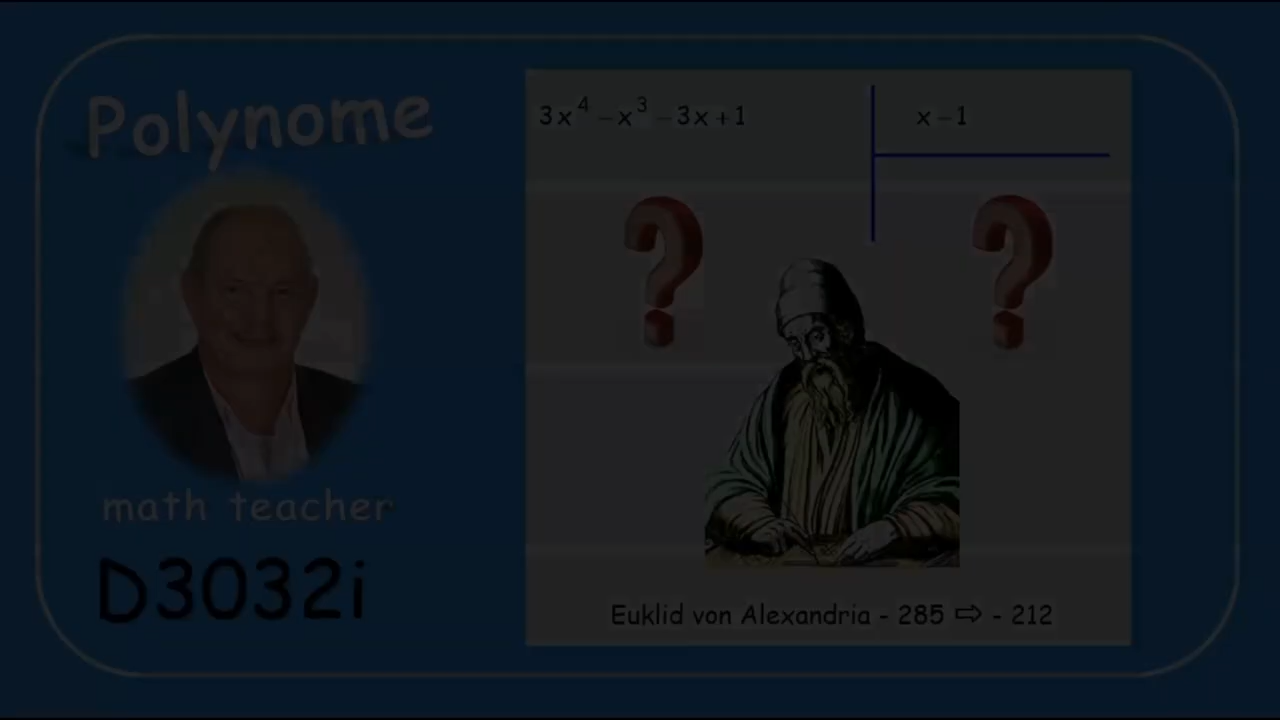 Polynome
math teacher
D3032i
3x⁴ – x³ – 3x + 1
x – 1
Euklid von Alexandria - 285 ⇨ - 212